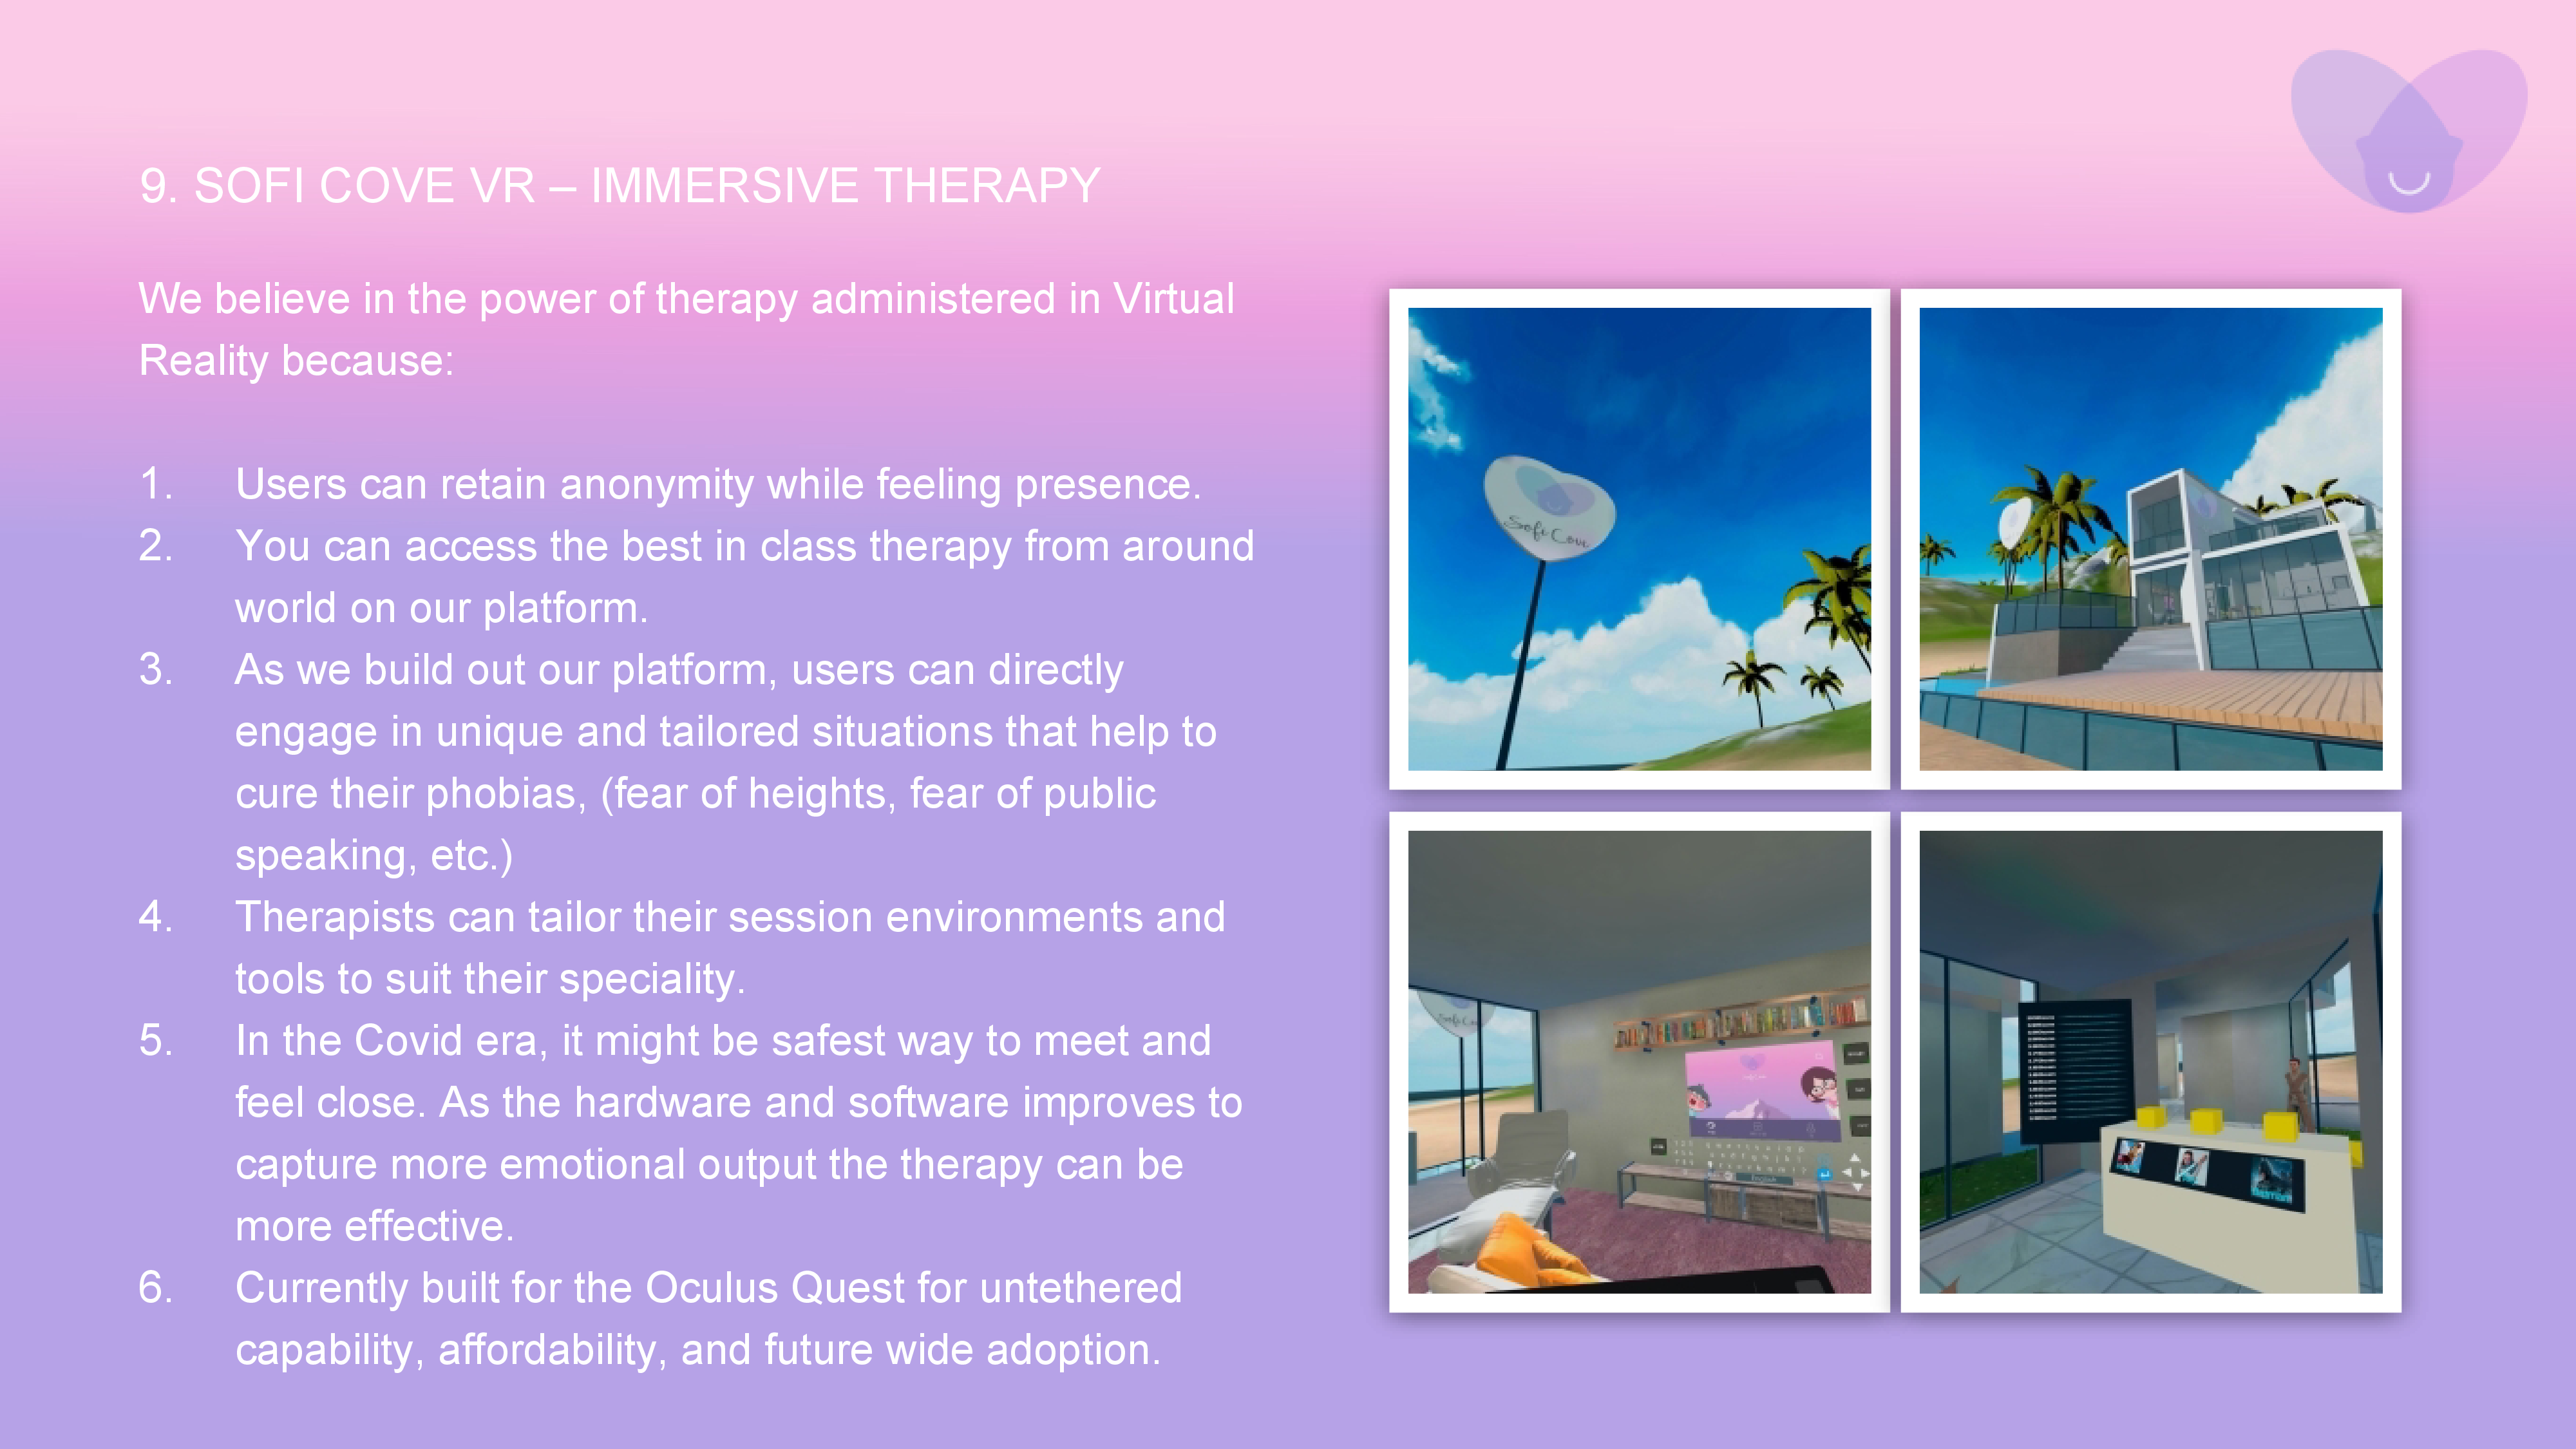 9. SOFI COVE VR – IMMERSIVE THERAPY
We believe in the power of therapy administered in Virtual
Reality because:
1. Users can retain anonymity while feeling presence.
2. You can access the best in class therapy from around
world on our platform.
3. As we build out our platform, users can directly
engage in unique and tailored situations that help to
cure their phobias, (fear of heights, fear of public
speaking, etc.)
4. Therapists can tailor their session environments and
tools to suit their speciality.
5. In the Covid era, it might be safest way to meet and
feel close. As the hardware and software improves to
capture more emotional output the therapy can be
more effective.
6. Currently built for the Oculus Quest for untethered
capability, affordability, and future wide adoption.
Sofi Cove